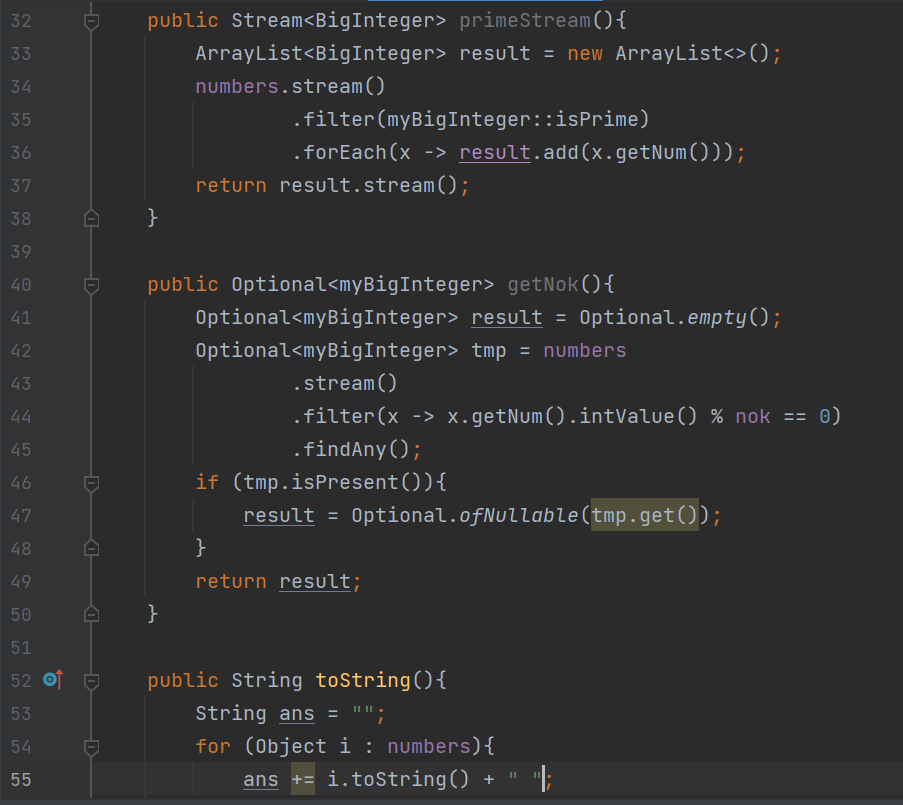 32 public Stream<BigInteger> primeStream(){
33 ArrayList<BigInteger> result = new ArrayList<>();
34 numbers.stream()
35 .filter(myBigInteger::isPrime)
36 .forEach(x -> result.add(x.getNum()));
37 return result.stream();
38 }
39
40 public Optional<myBigInteger> getNok(){
41 Optional<myBigInteger> result = Optional.empty();
42 Optional<myBigInteger> tmp = numbers
43 .stream()
44 .filter(x -> x.getNum().intValue() % nok == 0)
45 .findAny();
46 if (tmp.isPresent()){
47 result = Optional.ofNullable(tmp.get());
48 }
49 return result;
50 }
51
52 public String toString(){
53 String ans = "";
54 for (Object i : numbers){
55 ans += i.toString() + " ";